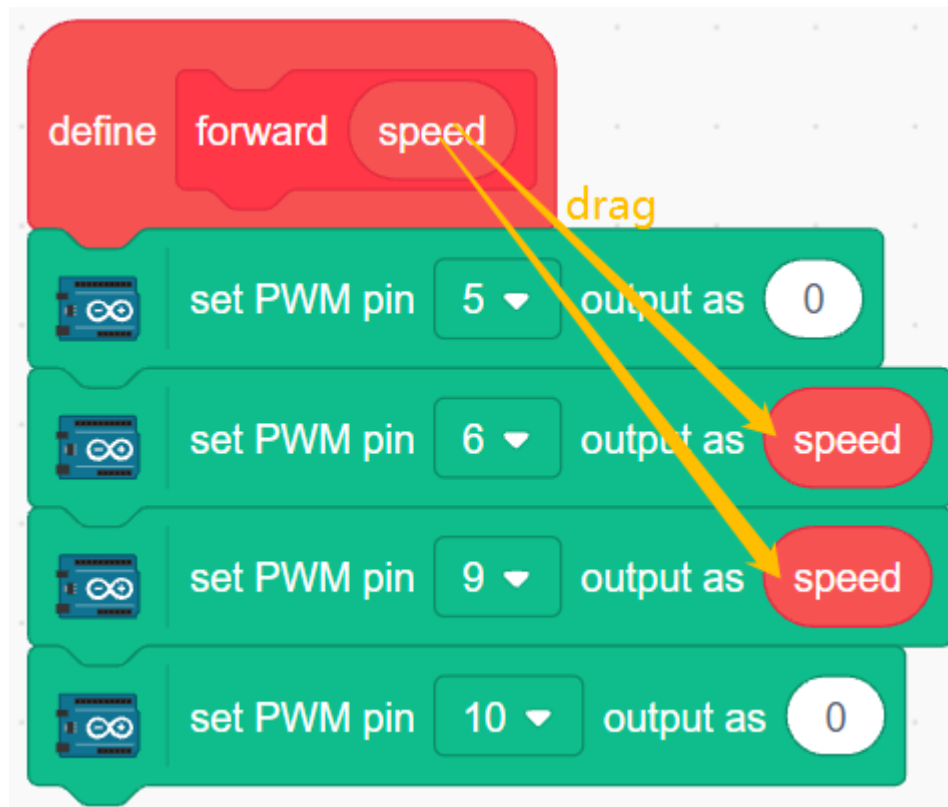 define forward speed
drag
set PWM pin 5 output as 0
set PWM pin 6 output as speed
set PWM pin 9 output as speed
set PWM pin 10 output as 0